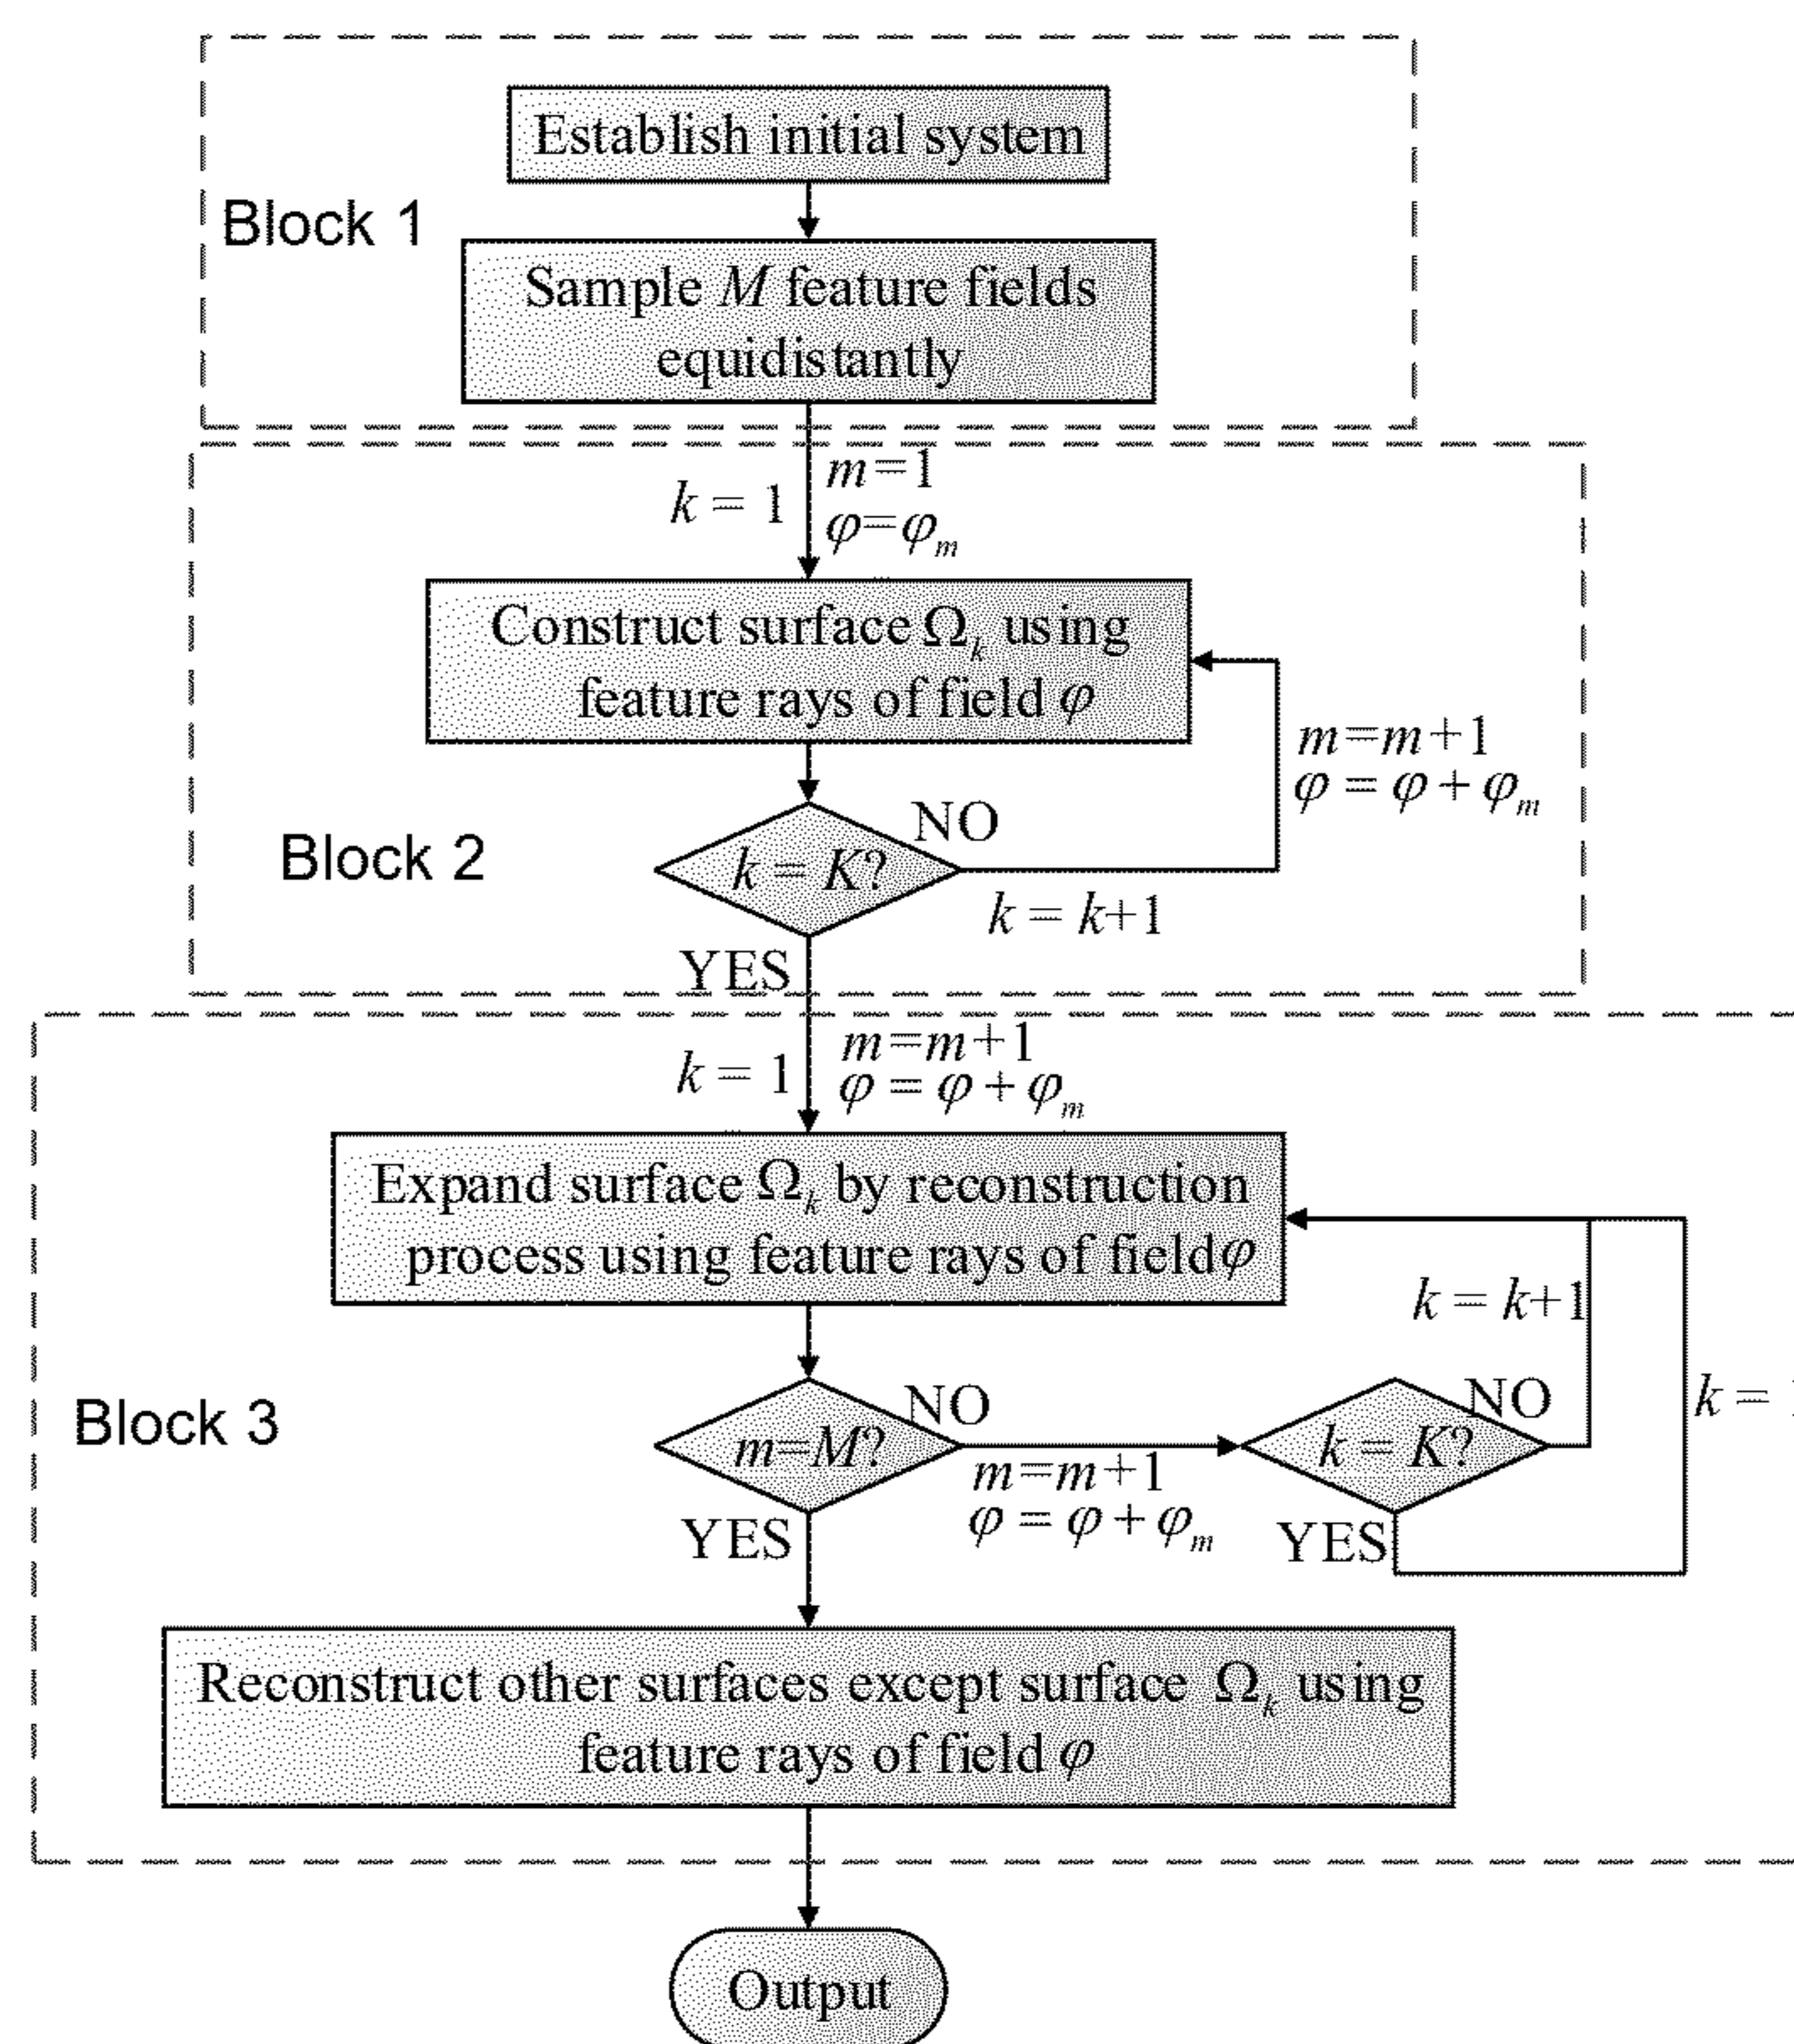 Establish initial system
Block 1
Sample M feature fields
equidistantly
k = 1
m=1
φ=φm
Construct surface Ωk using
feature rays of field φ
m=m+1
φ = φ + φm
NO
Block 2
k = K?
k = k+1
YES
k = 1
m=m+1
φ = φ + φm
Expand surface Ωk by reconstruction
process using feature rays of field φ
k = k+1
Block 3
NO
NO
k =
m=M?
k = K?
m=m+1
φ = φ + φm
YES
YES
Reconstruct other surfaces except surface Ωk using
feature rays of field φ
Output